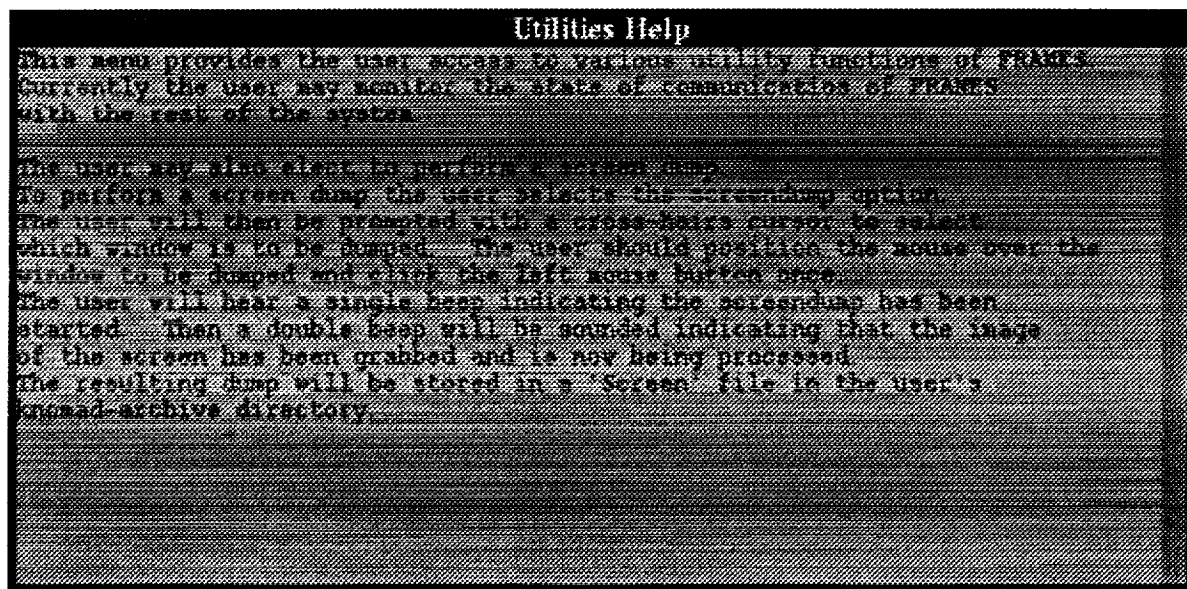 Utilities Help
This menu provides the user access to various utility functions of FRAMES.
Currently the user may monitor the state of communication of FRAMES
with the rest of the system.
The user may also elect to perform a screen dump.
To perform a screen dump the user selects the screendump option.
The user will then be prompted with a cross-hairs cursor to select
which window is to be dumped. The user should position the mouse over the
window to be dumped and click the left mouse button once.
The user will hear a single beep indicating the screendump has been
started. Then a double beep will be sounded indicating that the image
of the screen has been grabbed and is now being processed.
The resulting dump will be stored in a 'Screen' file in the user's
knomad-archive directory.